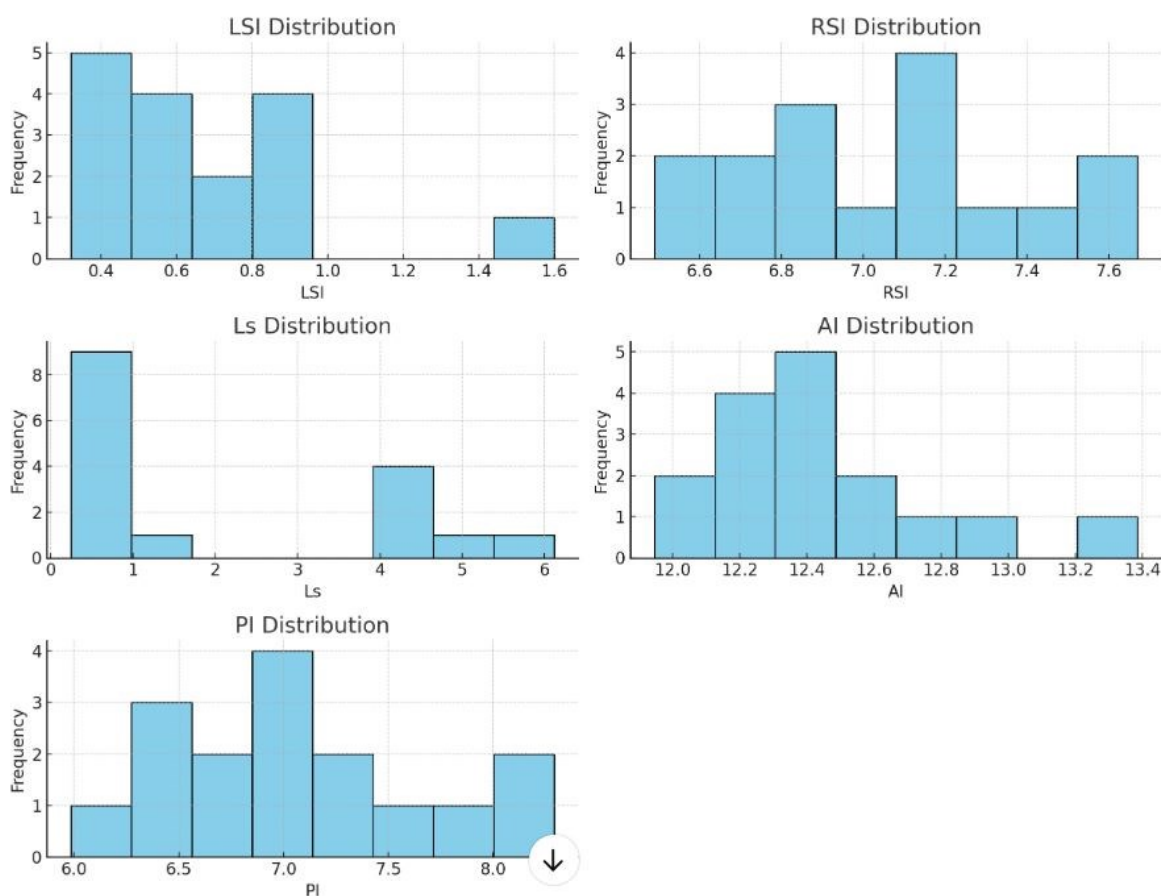 LSI Distribution
5
4
3
2
1
0
Frequency
0.4 0.6 0.8 1.0 1.2 1.4 1.6
LSI
RSI Distribution
4
3
2
1
0
Frequency
6.6 6.8 7.0 7.2 7.4 7.6
RSI
Ls Distribution
8
6
4
2
0
Frequency
0 1 2 3 4 5 6
Ls
AI Distribution
5
4
3
2
1
0
Frequency
12.0 12.2 12.4 12.6 12.8 13.0 13.2 13.4
AI
PI Distribution
4
3
2
1
0
Frequency
6.0 6.5 7.0 7.5 8.0
PI